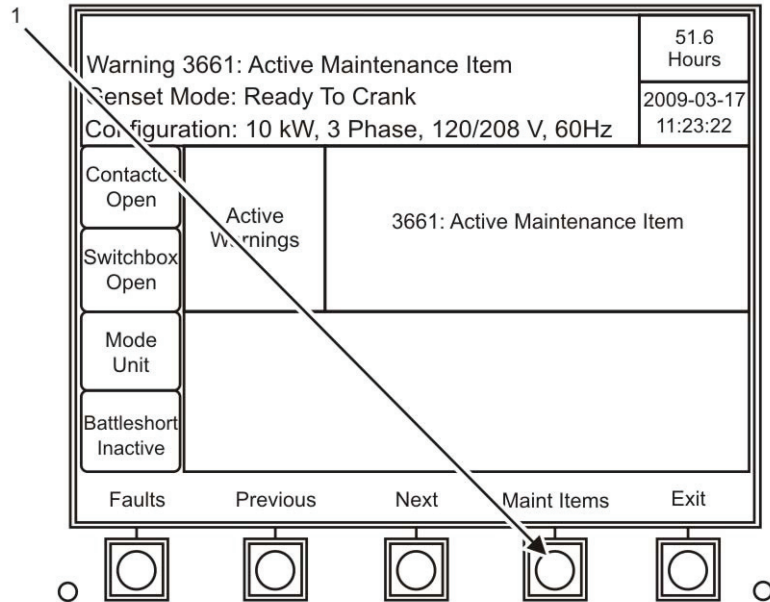 1
Warning 3661: Active Maintenance Item
Genset Mode: Ready To Crank
Configuration: 10 kW, 3 Phase, 120/208 V, 60Hz
51.6
Hours
2009-03-17
11:23:22
Contactor
Open
Switchbox
Open
Mode
Unit
Battleshort
Inactive
Active
Warnings
3661: Active Maintenance Item
Faults
Previous
Next
Maint Items
Exit